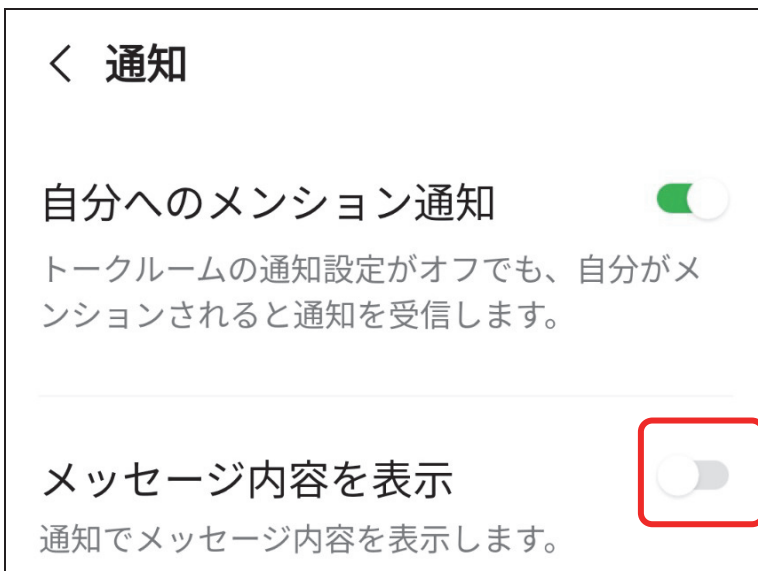 通知
自分へのメンション通知
トークルームの通知設定がオフでも、自分がメ
ンションされると通知を受信します。
メッセージ内容を表示
通知でメッセージ内容を表示します。